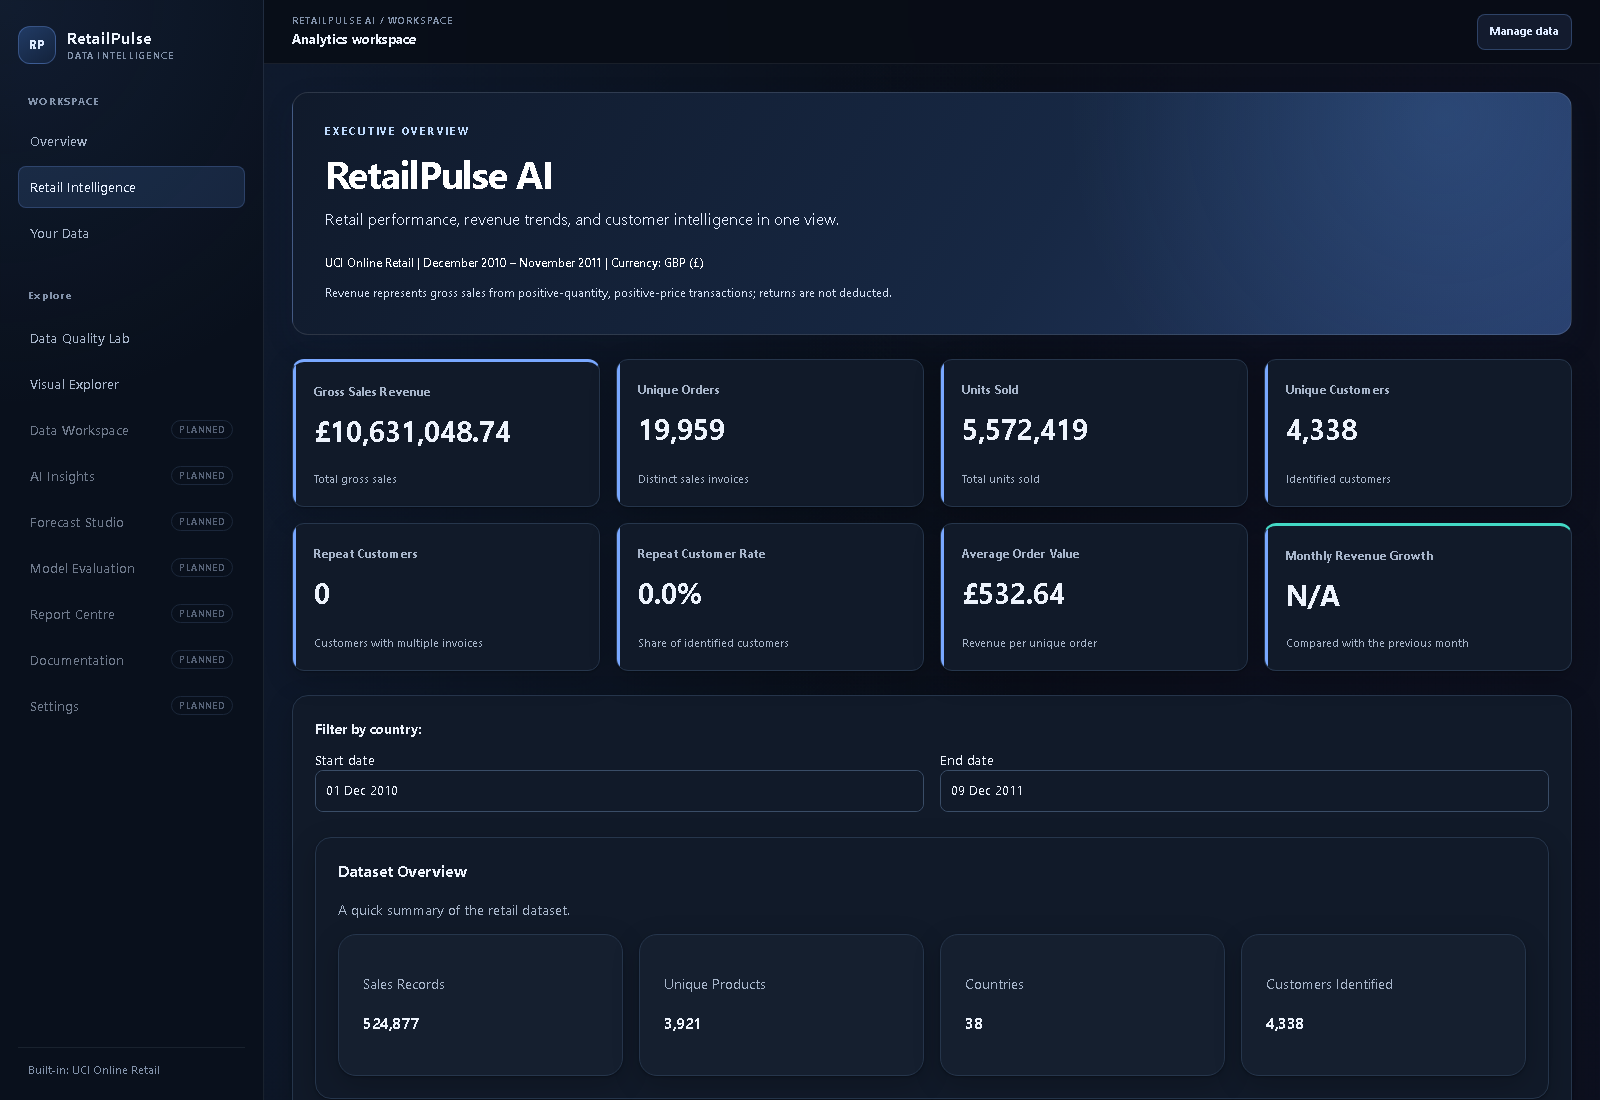 RP
RetailPulse
DATA INTELLIGENCE
WORKSPACE
Overview
Retail Intelligence
Your Data
Explore
Data Quality Lab
Visual Explorer
Data Workspace PLANNED
AI Insights PLANNED
Forecast Studio PLANNED
Model Evaluation PLANNED
Report Centre PLANNED
Documentation PLANNED
Settings PLANNED
Built-in: UCI Online Retail
RETAILPULSE AI / WORKSPACE
Analytics workspace
Manage data
EXECUTIVE OVERVIEW
RetailPulse AI
Retail performance, revenue trends, and customer intelligence in one view.
UCI Online Retail | December 2010 – November 2011 | Currency: GBP (£)
Revenue represents gross sales from positive-quantity, positive-price transactions; returns are not deducted.
Gross Sales Revenue
£10,631,048.74
Total gross sales
Unique Orders
19,959
Distinct sales invoices
Units Sold
5,572,419
Total units sold
Unique Customers
4,338
Identified customers
Repeat Customers
0
Customers with multiple invoices
Repeat Customer Rate
0.0%
Share of identified customers
Average Order Value
£532.64
Revenue per unique order
Monthly Revenue Growth
N/A
Compared with the previous month
Filter by country:
Start date
01 Dec 2010
End date
09 Dec 2011
Dataset Overview
A quick summary of the retail dataset.
Sales Records
524,877
Unique Products
3,921
Countries
38
Customers Identified
4,338